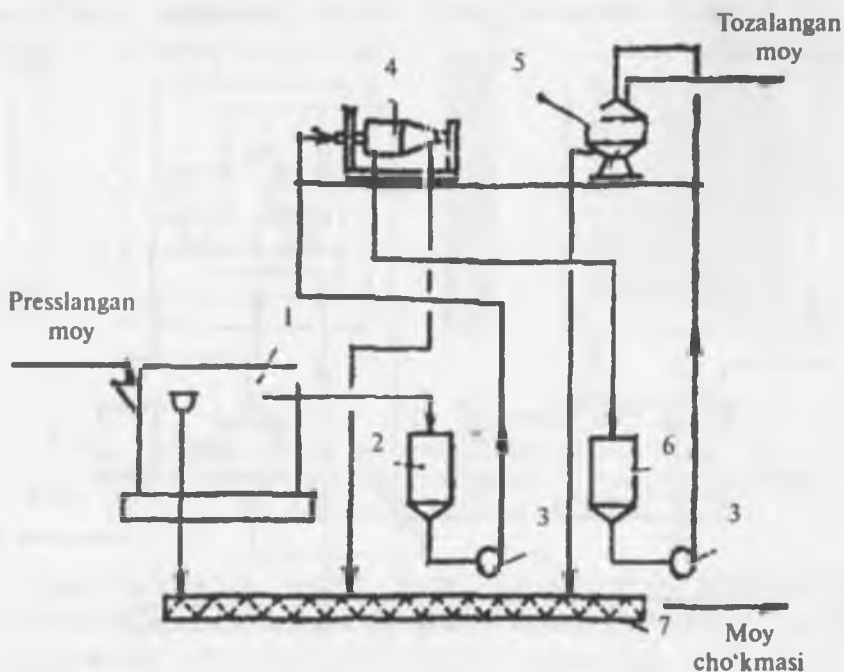 Tozalangan
moy
4
5
Presslangan
moy
1
2
6
3
3
7
Moy
cho‘kmasi